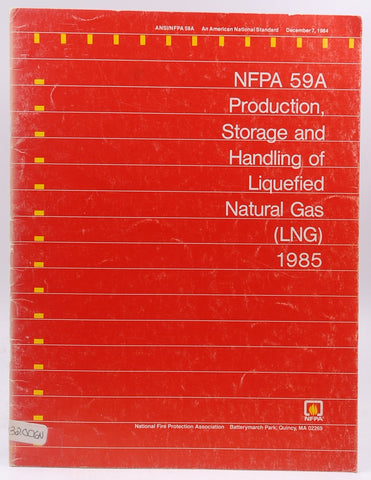 ANSI/NFPA 59A An American National Standard December 7, 1984
NFPA 59A
Production,
Storage and
Handling of
Liquefied
Natural Gas
(LNG)
1985
NFPA
National Fire Protection Association Batterymarch Park, Quincy, MA 02269